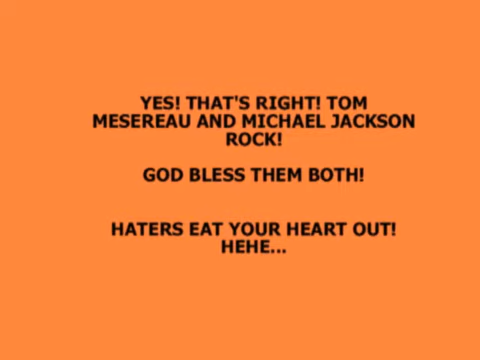 YES! THAT'S RIGHT! TOM
MESEREAU AND MICHAEL JACKSON
ROCK!
GOD BLESS THEM BOTH!
HATERS EAT YOUR HEART OUT!
HEHE...